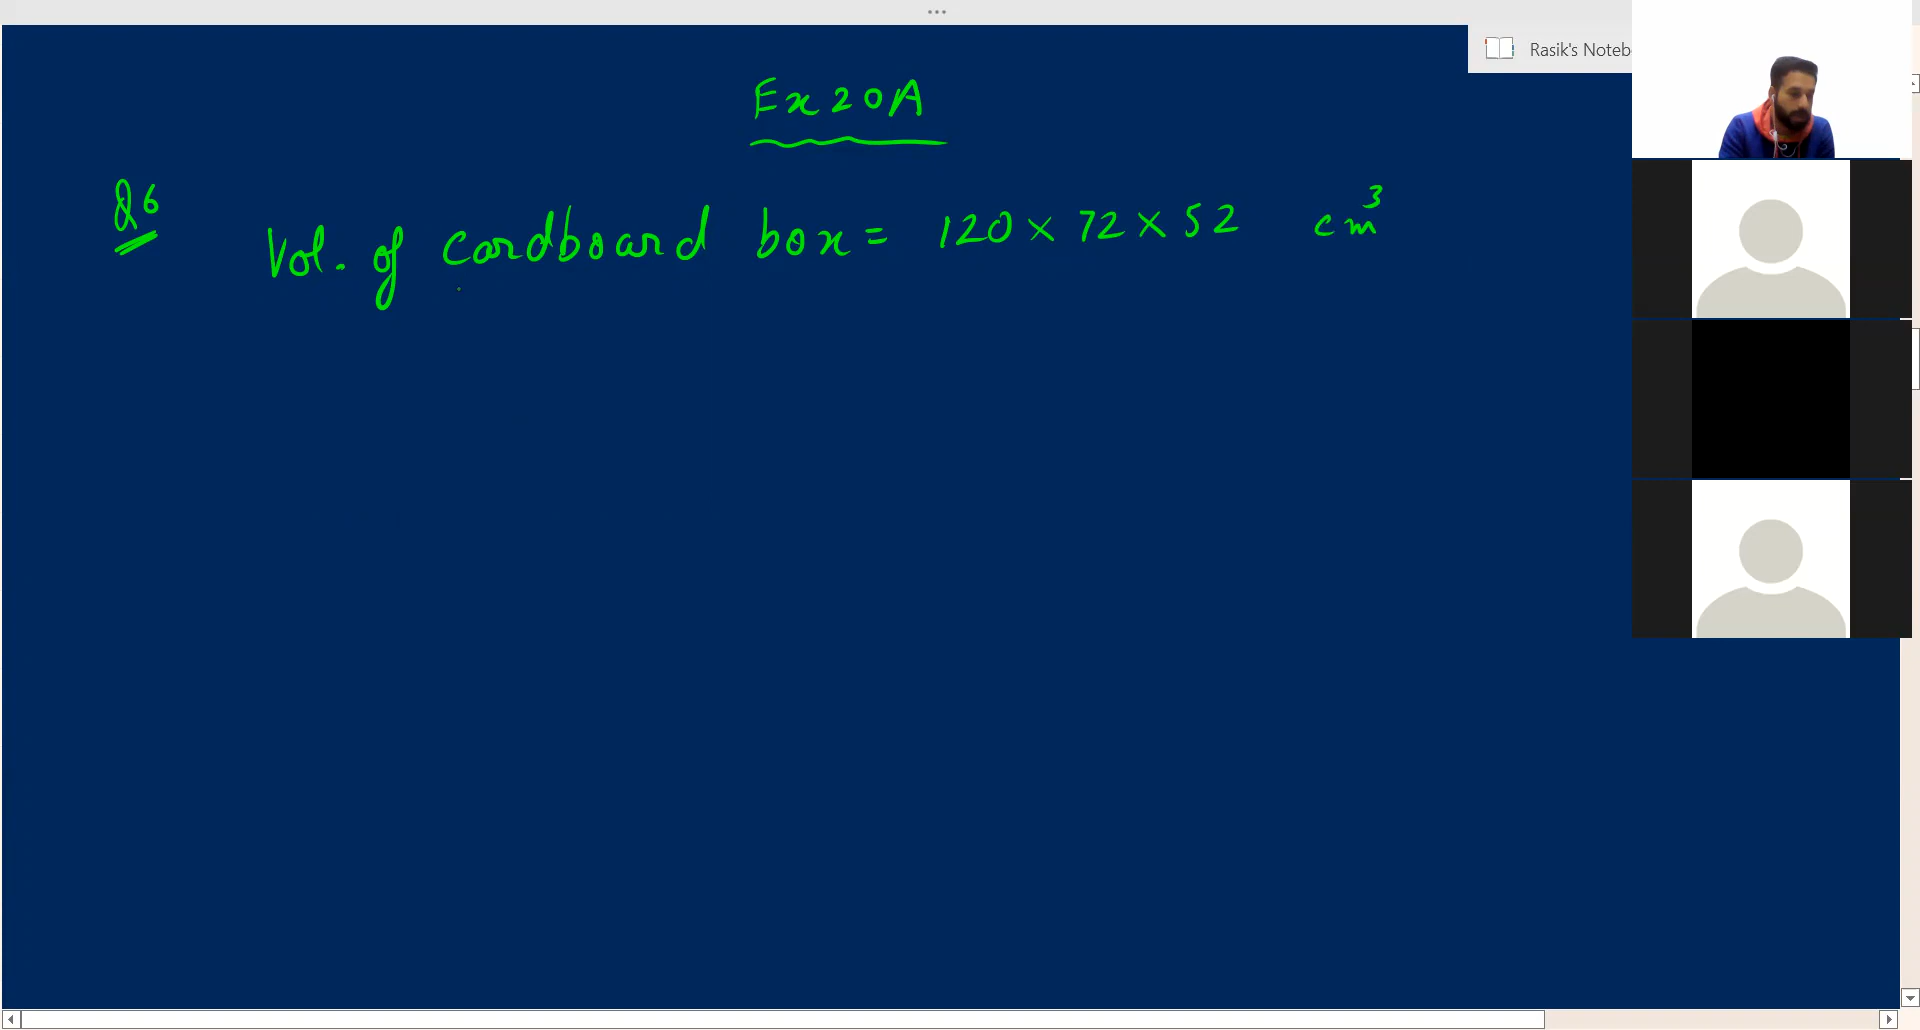 Rasik's Noteb
Ex 20A
Q6
Vol. of cardboard box = 120 × 72 × 52 cm³